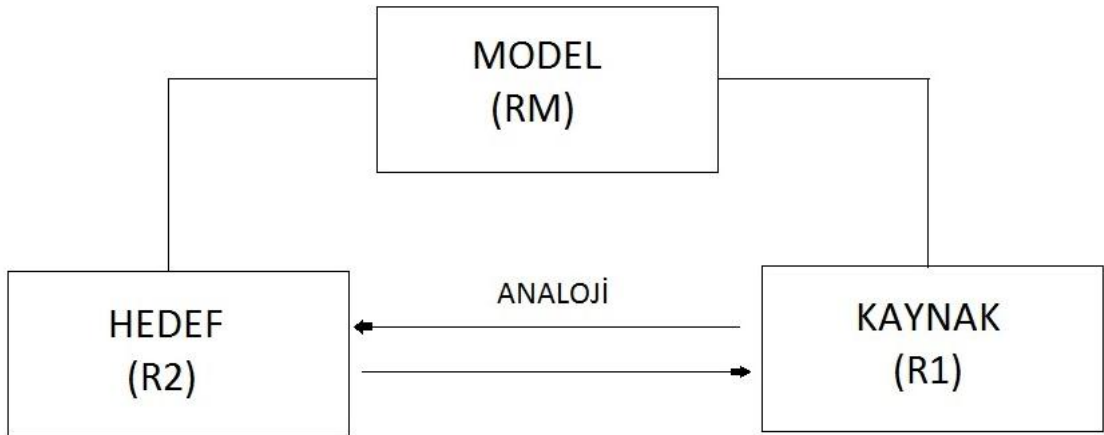 MODEL
(RM)
ANALOJİ
HEDEF
(R2)
KAYNAK
(R1)